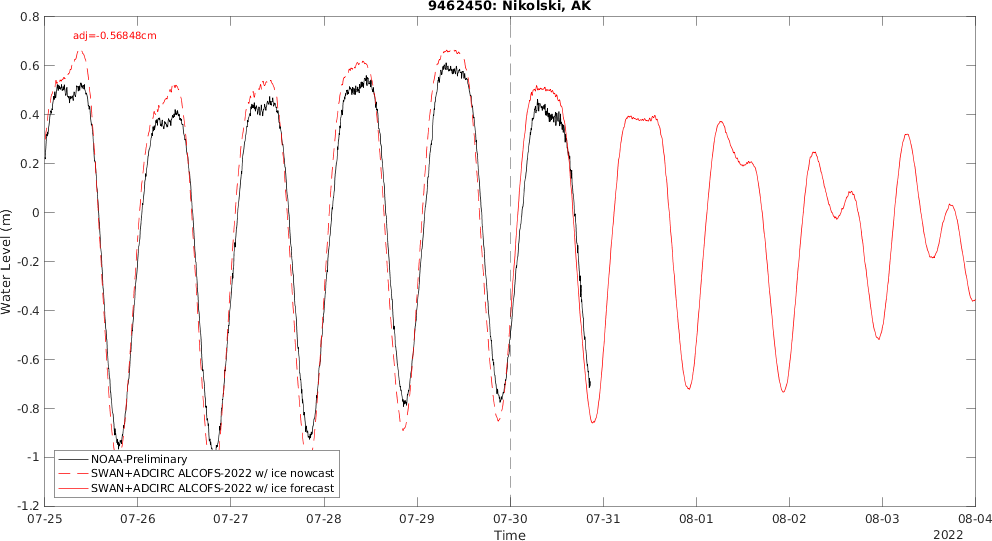 9462450: Nikolski, AK
adj=-0.56848cm
0.8
0.6
0.4
0.2
0
-0.2
-0.4
-0.6
-0.8
-1
-1.2
Water Level (m)
NOAA-Preliminary
SWAN+ADCIRC ALCOFS-2022 w/ ice nowcast
SWAN+ADCIRC ALCOFS-2022 w/ ice forecast
07-25 07-26 07-27 07-28 07-29 07-30 07-31 08-01 08-02 08-03 08-04
Time
2022